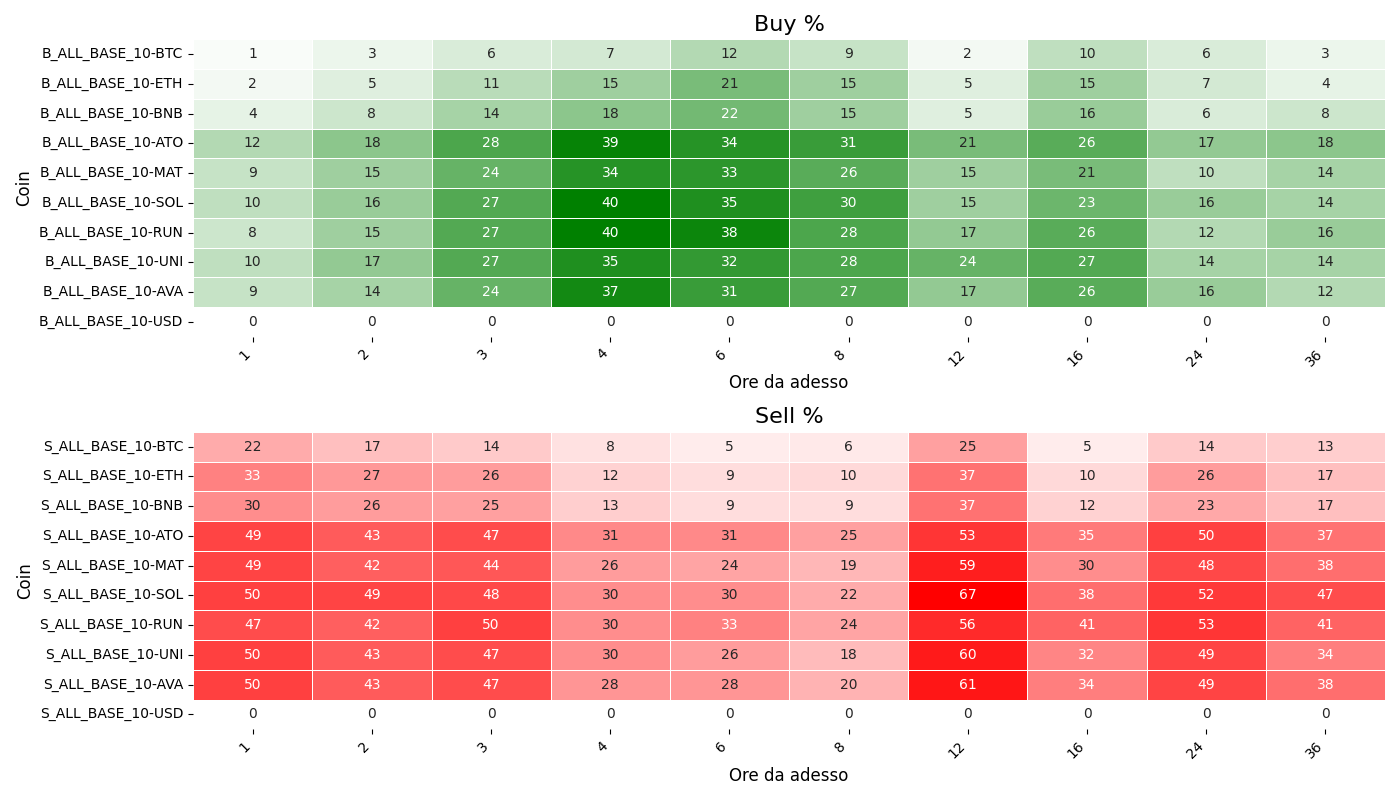 Buy %
Coin
B_ALL_BASE_10-BTC 1 3 6 7 12 9 2 10 6 3
B_ALL_BASE_10-ETH 2 5 11 15 21 15 5 15 7 4
B_ALL_BASE_10-BNB 4 8 14 18 22 15 5 16 6 8
B_ALL_BASE_10-ATO 12 18 28 39 34 31 21 26 17 18
B_ALL_BASE_10-MAT 9 15 24 34 33 26 15 21 10 14
B_ALL_BASE_10-SOL 10 16 27 40 35 30 15 23 16 14
B_ALL_BASE_10-RUN 8 15 27 40 38 28 17 26 12 16
B_ALL_BASE_10-UNI 10 17 27 35 32 28 24 27 14 14
B_ALL_BASE_10-AVA 9 14 24 37 31 27 17 26 16 12
B_ALL_BASE_10-USD 0 0 0 0 0 0 0 0 0 0
1 2 3 4 6 8 12 16 24 36
Ore da adesso
Sell %
Coin
S_ALL_BASE_10-BTC 22 17 14 8 5 6 25 5 14 13
S_ALL_BASE_10-ETH 33 27 26 12 9 10 37 10 26 17
S_ALL_BASE_10-BNB 30 26 25 13 9 9 37 12 23 17
S_ALL_BASE_10-ATO 49 43 47 31 31 25 53 35 50 37
S_ALL_BASE_10-MAT 49 42 44 26 24 19 59 30 48 38
S_ALL_BASE_10-SOL 50 49 48 30 30 22 67 38 52 47
S_ALL_BASE_10-RUN 47 42 50 30 33 24 56 41 53 41
S_ALL_BASE_10-UNI 50 43 47 30 26 18 60 32 49 34
S_ALL_BASE_10-AVA 50 43 47 28 28 20 61 34 49 38
S_ALL_BASE_10-USD 0 0 0 0 0 0 0 0 0 0
1 2 3 4 6 8 12 16 24 36
Ore da adesso